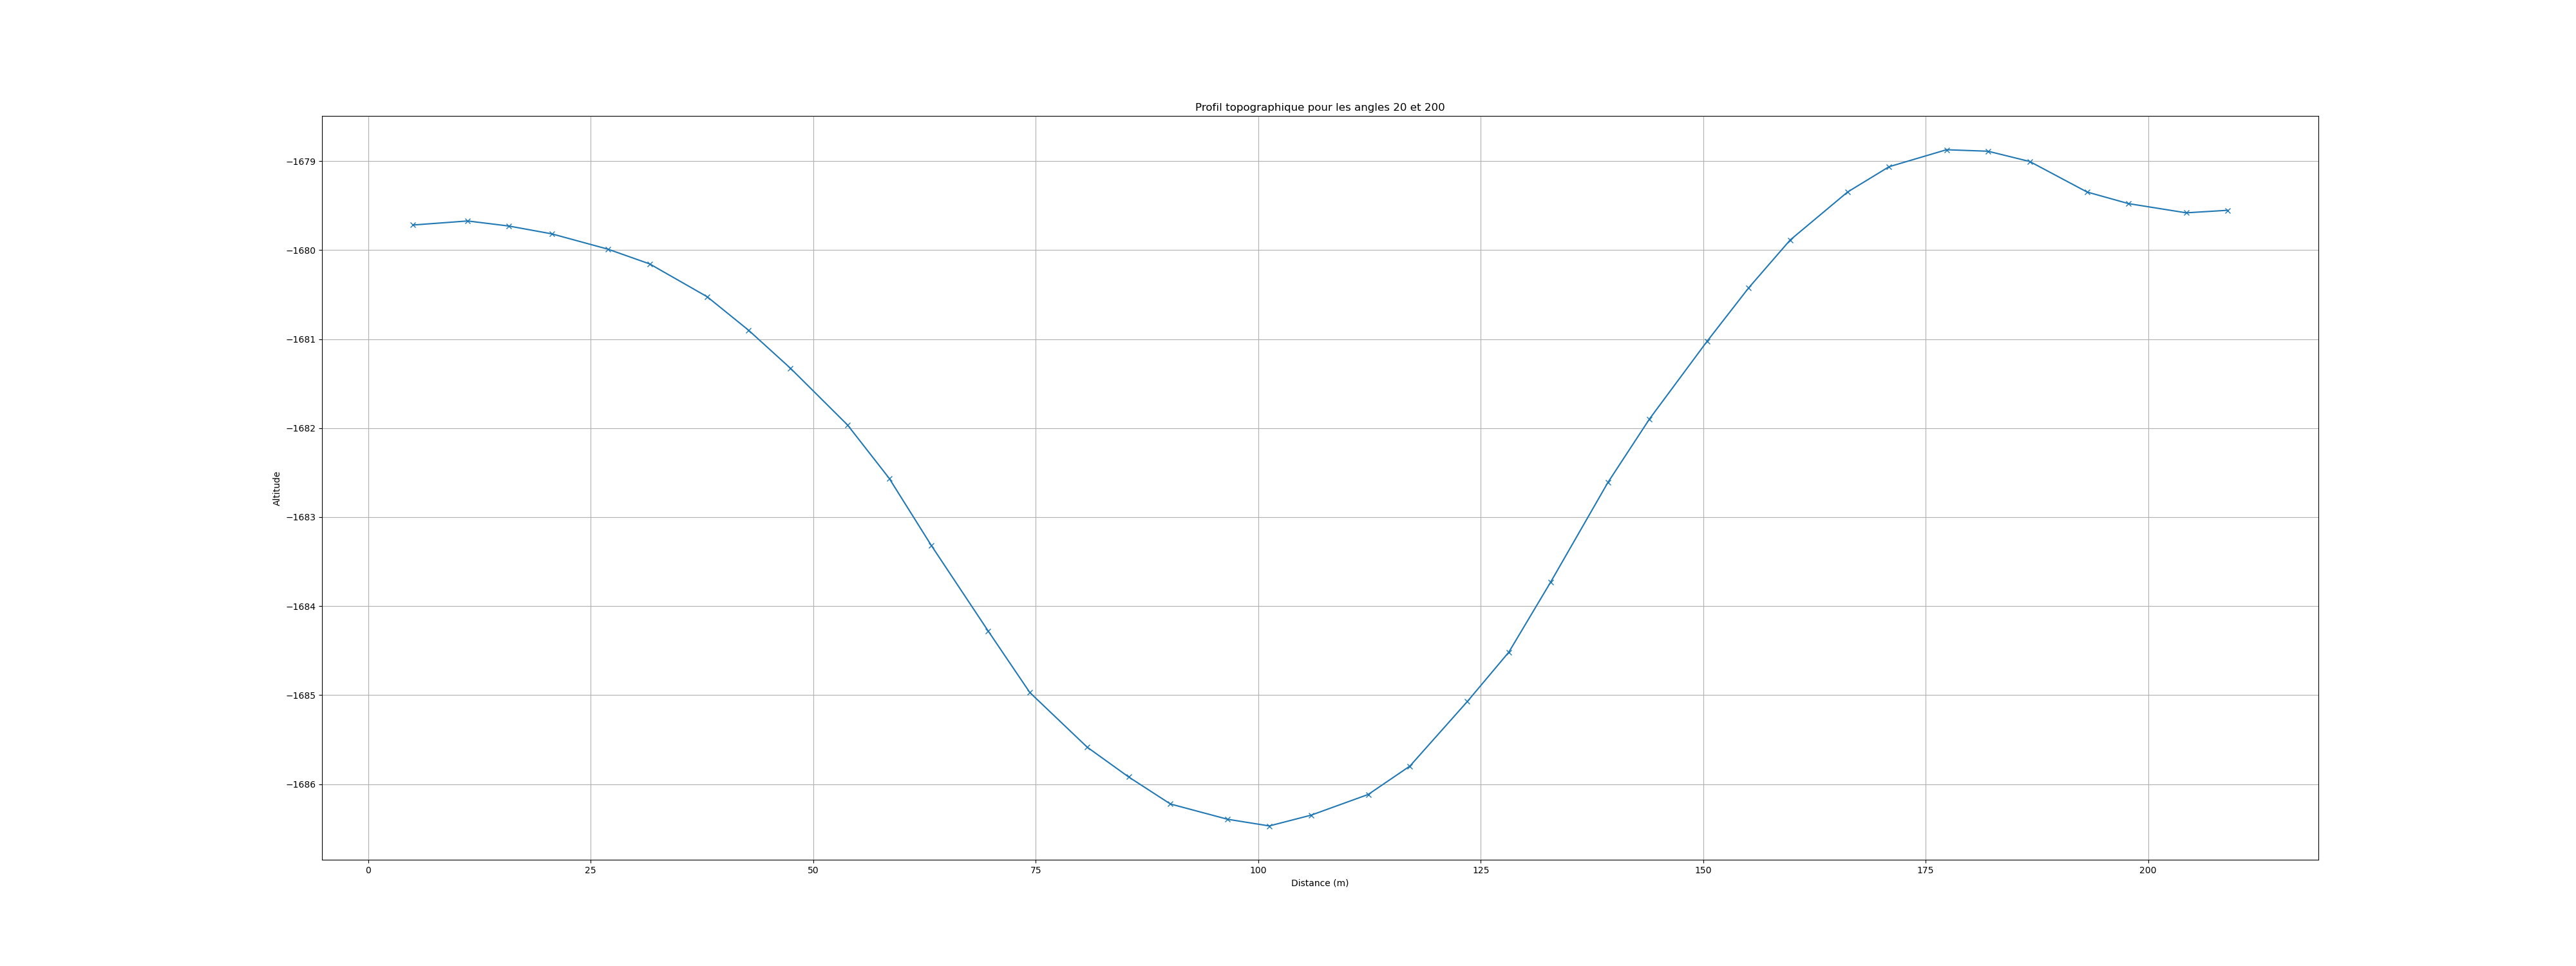 Profil topographique pour les angles 20 et 200
−1679
−1680
−1681
−1682
−1683
−1684
−1685
−1686
Altitude
0 25 50 75 100 125 150 175 200
Distance (m)